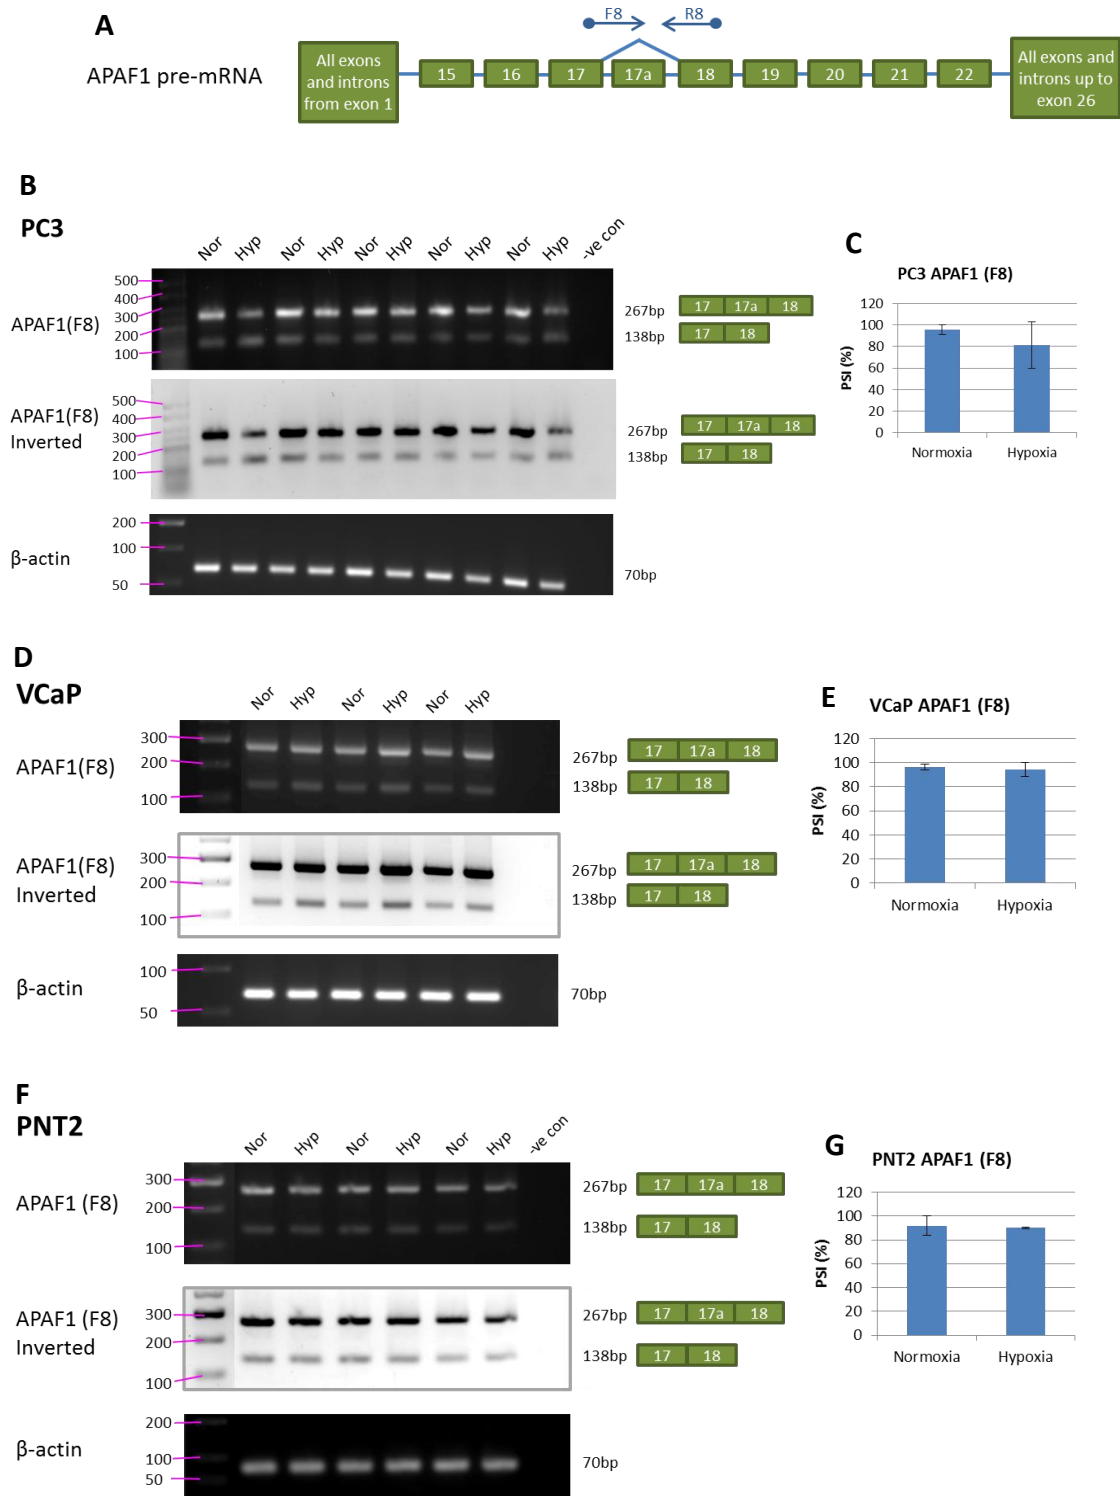 A
F8 R8
APAF1 pre-mRNA
All exons
and introns
from exon 1
15 16 17 17a 18 19 20 21 22
All exons and
introns up to
exon 26
B
PC3
Nor Hyp Nor Hyp Nor Hyp Nor Hyp Nor Hyp -ve con
APAF1(F8)
500
400
300
200
100
267bp 17 17a 18
138bp 17 18
APAF1(F8)
Inverted
500
400
300
200
100
267bp 17 17a 18
138bp 17 18
β-actin
200
100
50
70bp
C
PC3 APAF1 (F8)
PSI (%)
120
100
80
60
40
20
0
Normoxia Hypoxia
D
VCaP
Nor Hyp Nor Hyp Nor Hyp
APAF1(F8)
300
200
100
267bp 17 17a 18
138bp 17 18
APAF1(F8)
Inverted
300
200
100
267bp 17 17a 18
138bp 17 18
β-actin
100
50
70bp
E
VCaP APAF1 (F8)
PSI (%)
120
100
80
60
40
20
0
Normoxia Hypoxia
F
PNT2
Nor Hyp Nor Hyp Nor Hyp -ve con
APAF1 (F8)
300
200
100
267bp 17 17a 18
138bp 17 18
APAF1 (F8)
Inverted
300
200
100
267bp 17 17a 18
138bp 17 18
β-actin
200
100
50
70bp
G
PNT2 APAF1 (F8)
PSI (%)
120
100
80
60
40
20
0
Normoxia Hypoxia